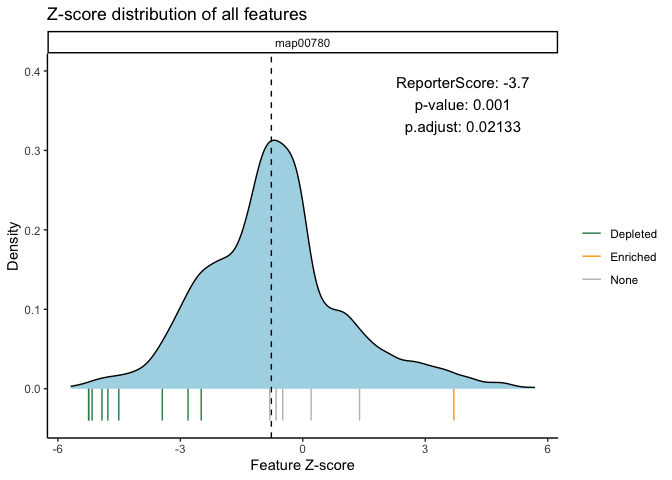 Z-score distribution of all features
map00780
ReporterScore: -3.7
p-value: 0.001
p.adjust: 0.02133
0.4
0.3
0.2
0.1
0.0
Density
-6
-3
0
3
6
Feature Z-score
Depleted
Enriched
None